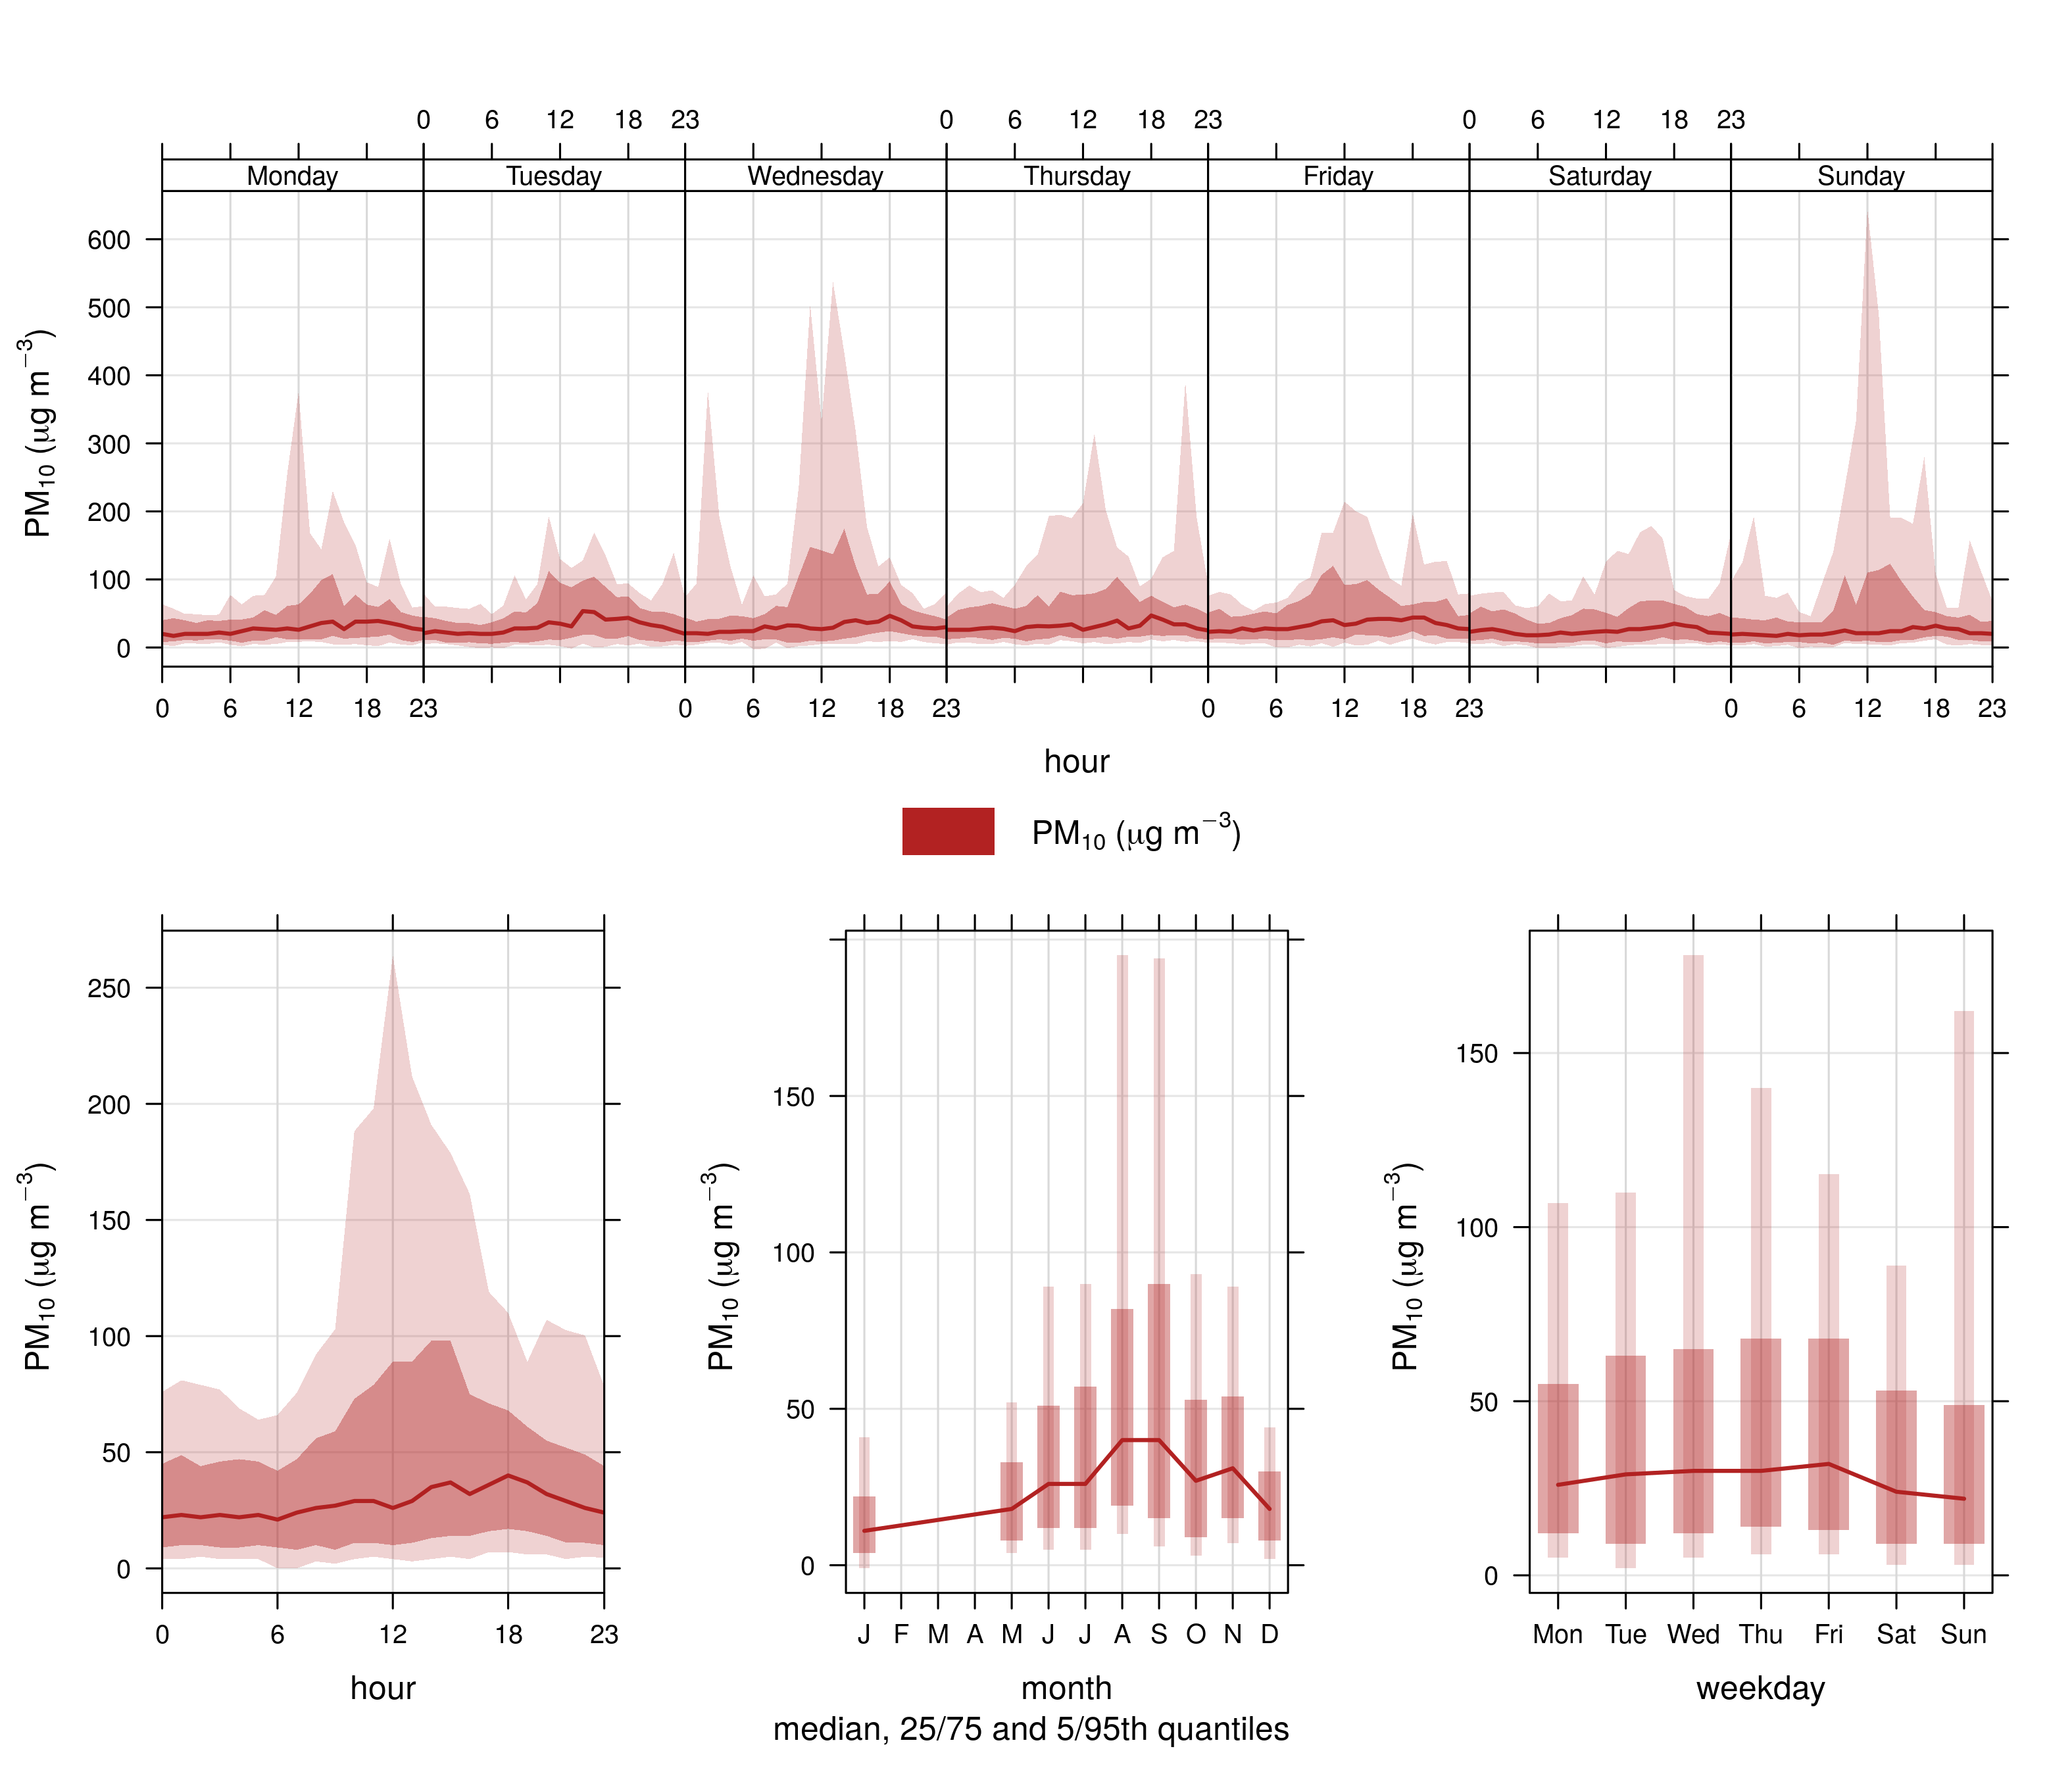 0 6 12 18 23 0 6 12 18 23 0 6 12 18 23
Monday Tuesday Wednesday Thursday Friday Saturday Sunday
PM₁₀ (μg m⁻³)
600
500
400
300
200
100
0
0 6 12 18 23 0 6 12 18 23 0 6 12 18 23 0 6 12 18 23
hour
PM₁₀ (μg m⁻³)
PM₁₀ (μg m⁻³)
250
200
150
100
50
0
0 6 12 18 23
hour
PM₁₀ (μg m⁻³)
150
100
50
0
J F M A M J J A S O N D
month
median, 25/75 and 5/95th quantiles
PM₁₀ (μg m⁻³)
150
100
50
0
Mon Tue Wed Thu Fri Sat Sun
weekday